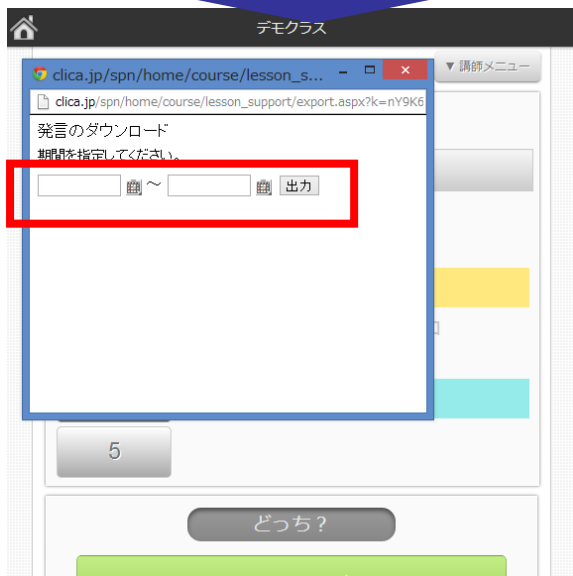 デモクラス
▼ 講師メニュー
clica.jp/spn/home/course/lesson_s...
clica.jp/spn/home/course/lesson_support/export.aspx?k=nY9K6
発言のダウンロード
期間を指定してください。
～ 出力
5
どっち？